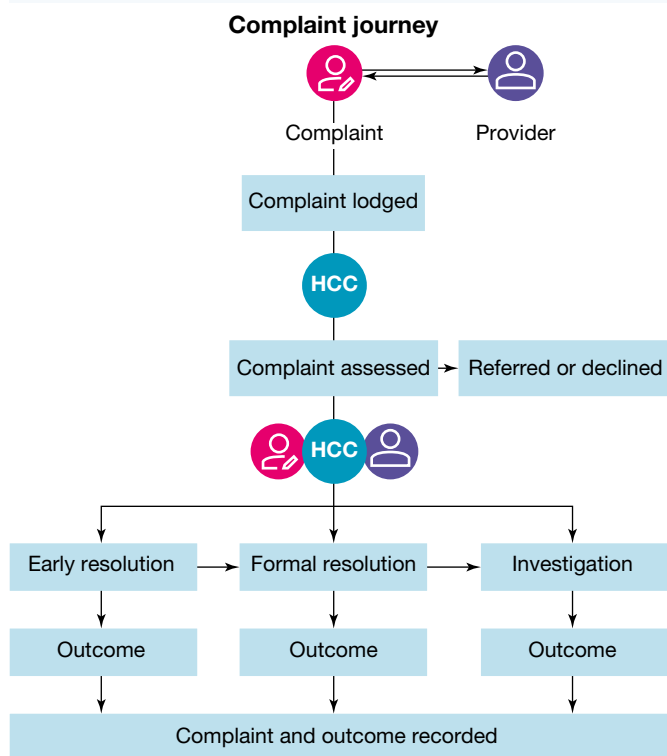 Complaint journey
Complaint
Provider
Complaint lodged
HCC
Complaint assessed
Referred or declined
HCC
Early resolution
Formal resolution
Investigation
Outcome
Outcome
Outcome
Complaint and outcome recorded